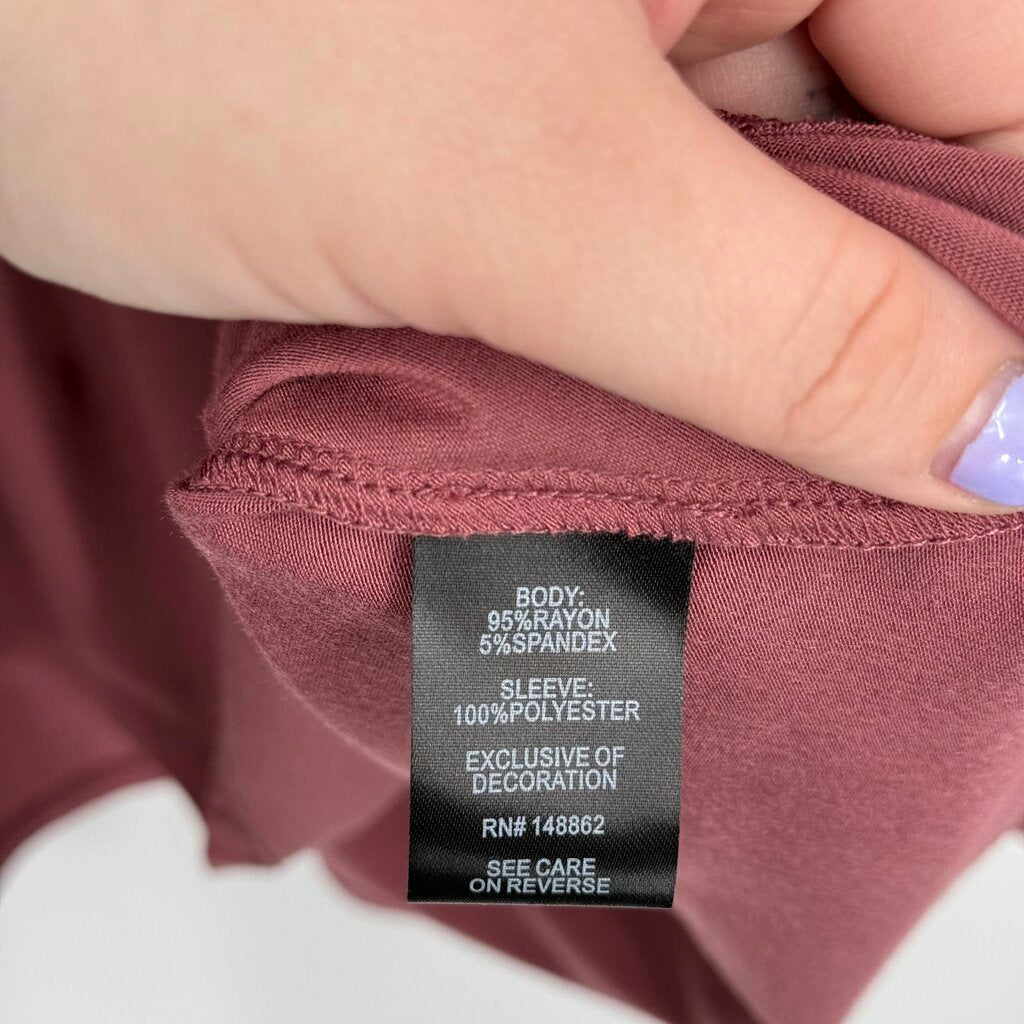 BODY:
95%RAYON
5%SPANDEX
SLEEVE:
100%POLYESTER
EXCLUSIVE OF
DECORATION
RN# 148862
SEE CARE
ON REVERSE